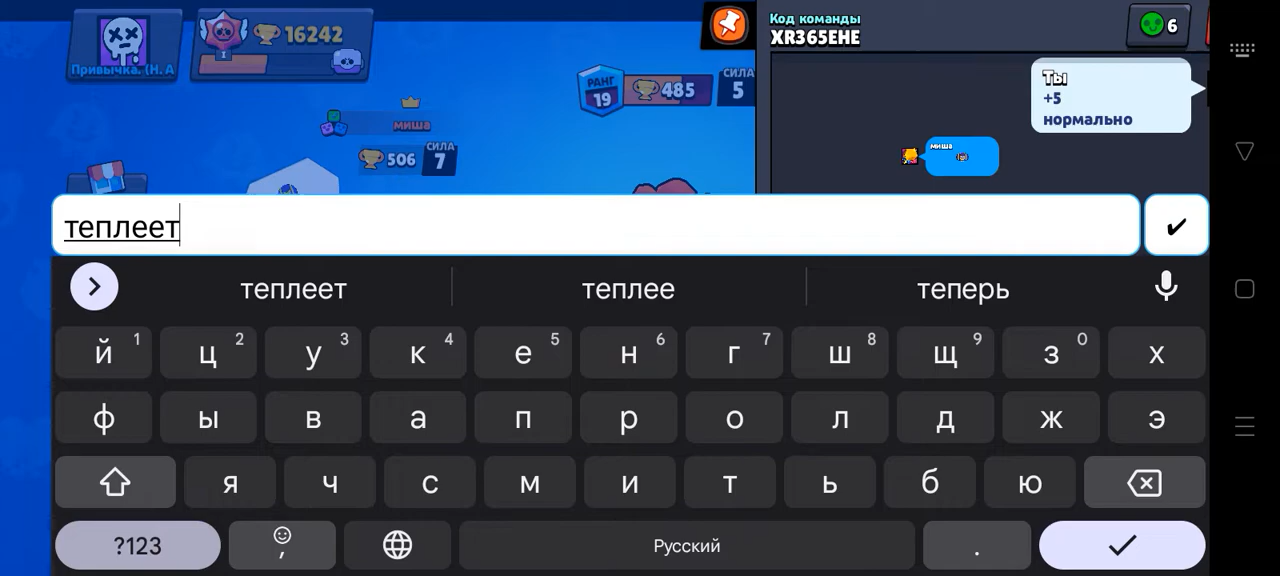 16242
I
Привычка. (Н.А
РАНГ
19
485
СИЛА
5
миша
506
СИЛА
7
Код команды
XR365EHE
6
Ты
+5
нормально
миша
теплеет
✔
теплеет теплее теперь
й 1 ц 2 у 3 к 4 е 5 н 6 г 7 ш 8 щ 9 з 0 х
ф ы в а п р о л д ж э
я ч с м и т ь б ю
?123 , Русский .